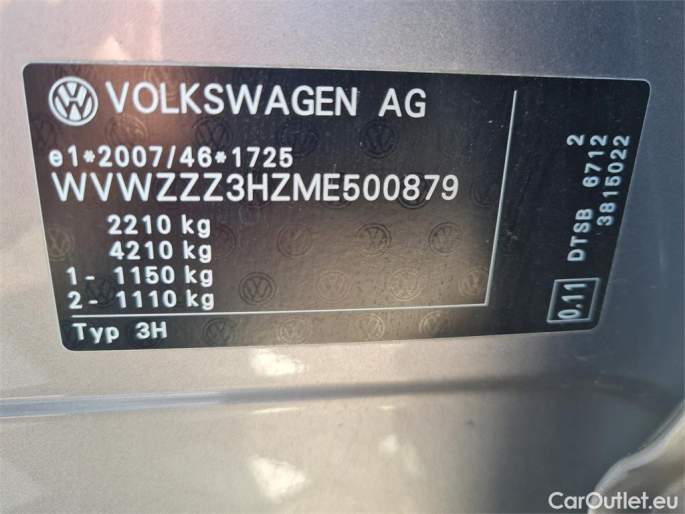 VOLKSWAGEN AG
e1*2007/46*1725
WVWZZZ3HZME500879
2210 kg
4210 kg
1- 1150 kg
2- 1110 kg
Typ 3H
0.11
DTSB 6712 2
3815022
CarOutlet.eu